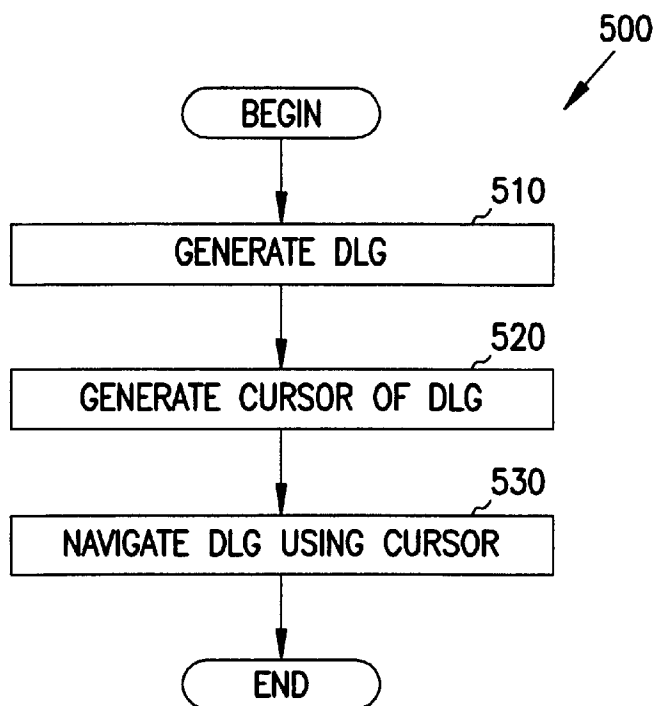 500
BEGIN
510
GENERATE DLG
520
GENERATE CURSOR OF DLG
530
NAVIGATE DLG USING CURSOR
END